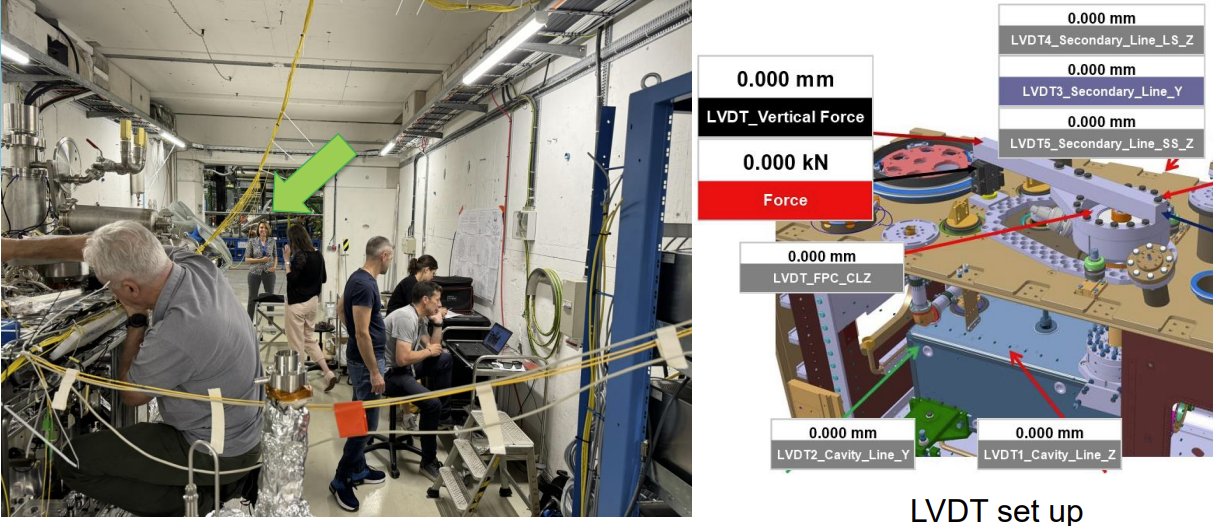 0.000 mm
LVDT4_Secondary_Line_LS_Z
0.000 mm
LVDT3_Secondary_Line_Y
0.000 mm
LVDT5_Secondary_Line_SS_Z
0.000 mm
LVDT_Vertical Force
0.000 kN
Force
0.000 mm
LVDT_FPC_CLZ
0.000 mm
LVDT2_Cavity_Line_Y
0.000 mm
LVDT1_Cavity_Line_Z
LVDT set up